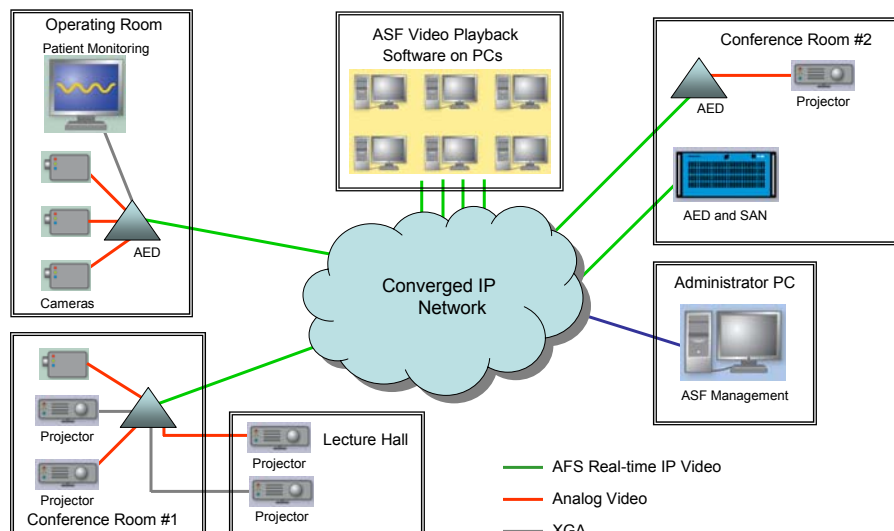 Operating Room
Patient Monitoring
AED
Cameras
ASF Video Playback
Software on PCs
Conference Room #2
AED
Projector
AED and SAN
Converged IP
Network
Administrator PC
ASF Management
Projector
Projector
Conference Room #1
Lecture Hall
Projector
Projector
AFS Real-time IP Video
Analog Video
XGA